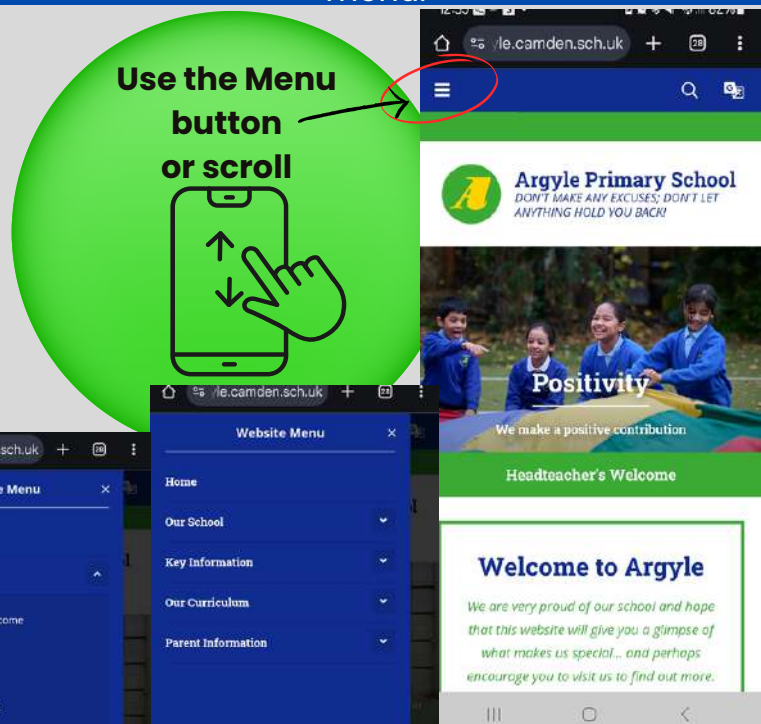 Use the Menu
button
or scroll
yle.camden.sch.uk
28
Argyle Primary School
DON'T MAKE ANY EXCUSES; DON'T LET
ANYTHING HOLD YOU BACK!
Positivity
We make a positive contribution
Headteacher's Welcome
Welcome to Argyle
We are very proud of our school and hope
that this website will give you a glimpse of
what makes us special... and perhaps
encourage you to visit us to find out more.
yle.camden.sch.uk
28
Website Menu
Home
Our School
Key Information
Our Curriculum
Parent Information
sch.uk
28
e Menu
come